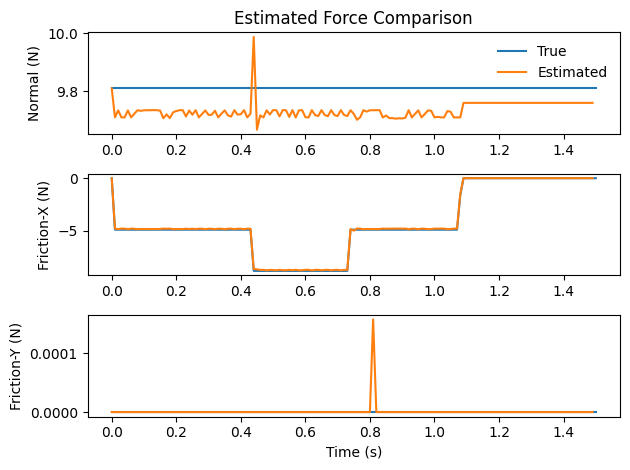 Estimated Force Comparison
Normal (N)
10.0
9.8
True
Estimated
0.0 0.2 0.4 0.6 0.8 1.0 1.2 1.4
Friction-X (N)
0
−5
0.0 0.2 0.4 0.6 0.8 1.0 1.2 1.4
Friction-Y (N)
0.0001
0.0000
0.0 0.2 0.4 0.6 0.8 1.0 1.2 1.4
Time (s)